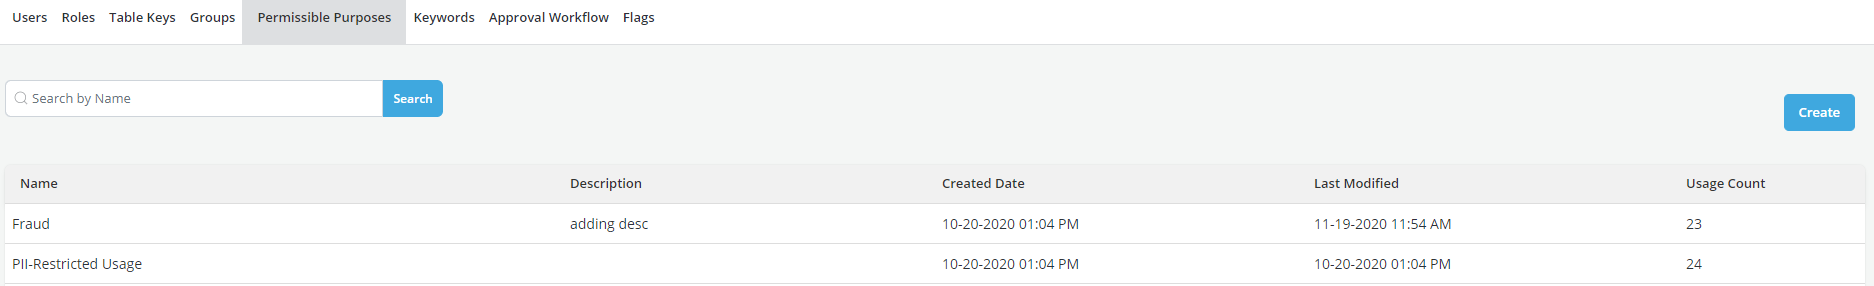 Users Roles Table Keys Groups Permissible Purposes Keywords Approval Workflow Flags
Search by Name Search
Create
Name Description Created Date Last Modified Usage Count
Fraud adding desc 10-20-2020 01:04 PM 11-19-2020 11:54 AM 23
PII-Restricted Usage 10-20-2020 01:04 PM 10-20-2020 01:04 PM 24